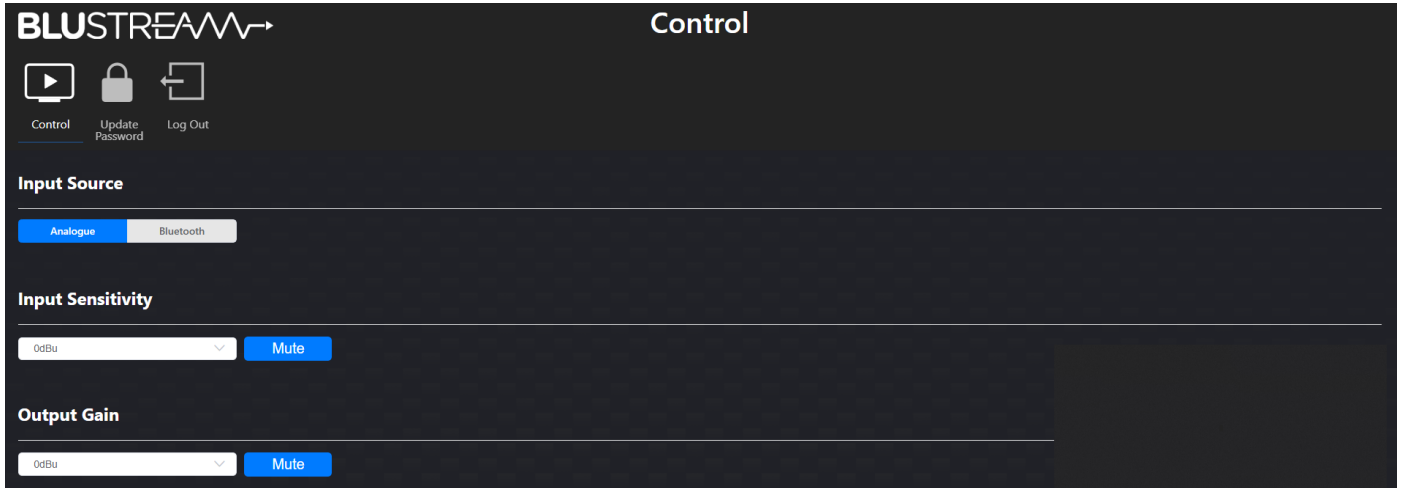 BLUSTREAM
Control
Control
Update
Password
Log Out
Input Source
Analogue
Bluetooth
Input Sensitivity
0dBu
Mute
Output Gain
0dBu
Mute